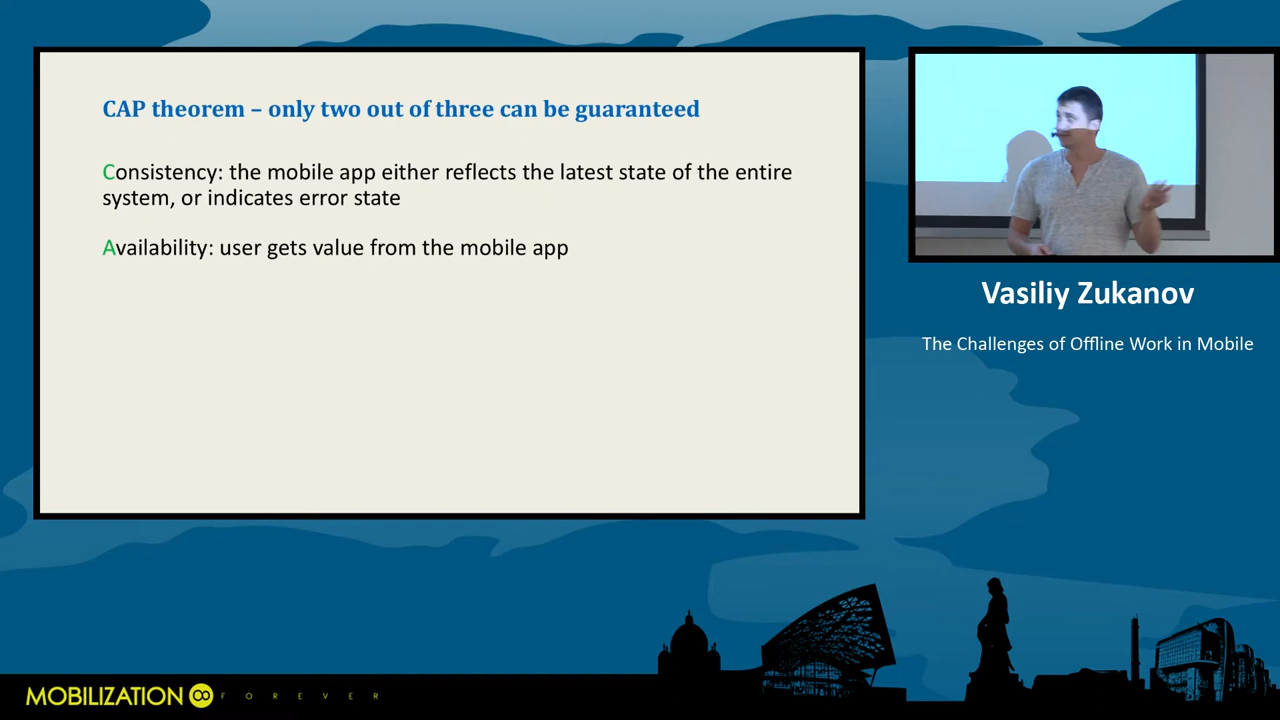 CAP theorem – only two out of three can be guaranteed
Consistency: the mobile app either reflects the latest state of the entire
system, or indicates error state
Availability: user gets value from the mobile app
Vasiliy Zukanov
The Challenges of Offline Work in Mobile
MOBILIZATION FOREVER